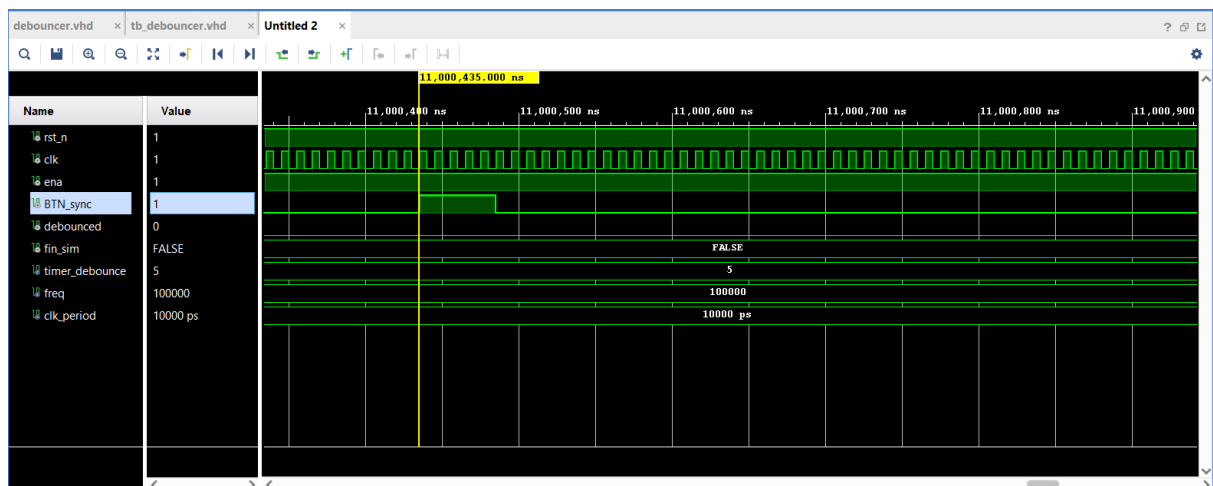 debouncer.vhd × tb_debouncer.vhd × Untitled 2 × ?
11,000,435.000 ns
Name Value
11,000,400 ns 11,000,500 ns 11,000,600 ns 11,000,700 ns 11,000,800 ns 11,000,900
rst_n 1
clk 1
ena 1
BTN_sync 1
debounced 0
fin_sim FALSE FALSE
timer_debounce 5 5
freq 100000 100000
clk_period 10000 ps 10000 ps